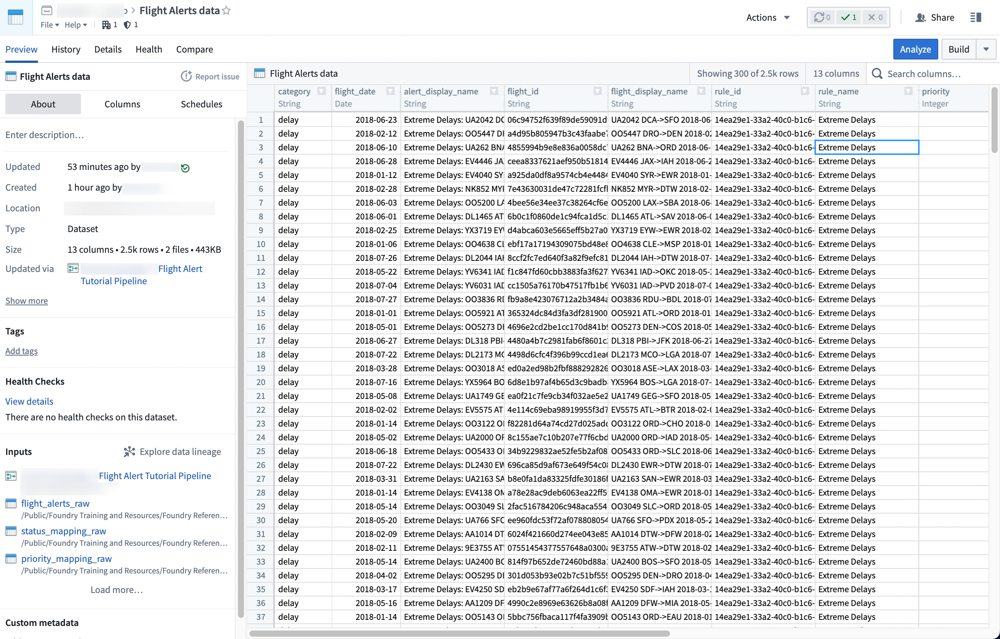 Flight Alerts data
File Help 1 1
Actions 0 1 0 Share
Preview History Details Health Compare
Analyze Build
Flight Alerts data Report issue
About Columns Schedules
Enter description…
Updated 53 minutes ago by
Created 1 hour ago by
Location
Type Dataset
Size 13 columns • 2.5k rows • 2 files • 443KB
Updated via Flight Alert
Tutorial Pipeline
Show more
Tags
Add tags
Health Checks
View details
There are no health checks on this dataset.
Inputs Explore data lineage
Flight Alert Tutorial Pipeline
flight_alerts_raw
/Public/Foundry Training and Resources/Foundry Referen…
status_mapping_raw
/Public/Foundry Training and Resources/Foundry Referen…
priority_mapping_raw
/Public/Foundry Training and Resources/Foundry Referen…
Load more…
Custom metadata
Flight Alerts data Showing 300 of 2.5k rows 13 columns Search columns…
category flight_date alert_display_name flight_id flight_display_name rule_id rule_name priority
String Date String String String String String Integer
1 delay 2018-06-23 Extreme Delays: UA2042 DC 06c94752f639f89de59091d UA2042 DCA->SFO 2018-06- 14ea29e1-33a2-40c0-b1c6- Extreme Delays
2 delay 2018-02-12 Extreme Delays: OO5447 D a4d95b805947b3c43faabe7 OO5447 DRO->DEN 2018-02 14ea29e1-33a2-40c0-b1c6- Extreme Delays
3 delay 2018-06-10 Extreme Delays: UA262 BNA 4855994b9e8e836a0058dc UA262 BNA->ORD 2018-06- 14ea29e1-33a2-40c0-b1c6- Extreme Delays
4 delay 2018-06-28 Extreme Delays: EV4446 JA ceea8337621aef950b51814 EV4446 JAX->IAH 2018-06-2 14ea29e1-33a2-40c0-b1c6- Extreme Delays
5 delay 2018-01-12 Extreme Delays: EV4040 SY a925da0df8a9574cb4e4484 EV4040 SYR->EWR 2018-01- 14ea29e1-33a2-40c0-b1c6- Extreme Delays
6 delay 2018-02-28 Extreme Delays: NK852 MY 7e43630031de47c72281fcf NK852 MYR->DTW 2018-02- 14ea29e1-33a2-40c0-b1c6- Extreme Delays
7 delay 2018-06-03 Extreme Delays: OO5200 LA 4bee56e34ee37c38264cf6e OO5200 LAX->SBA 2018-06- 14ea29e1-33a2-40c0-b1c6- Extreme Delays
8 delay 2018-06-01 Extreme Delays: DL1465 AT 6b0c1f0860de1c94fca1d5c DL1465 ATL->SAV 2018-06-0 14ea29e1-33a2-40c0-b1c6- Extreme Delays
9 delay 2018-02-25 Extreme Delays: YX3719 EY d4abca603e5665eff5b27a0 YX3719 EYW->EWR 2018-02 14ea29e1-33a2-40c0-b1c6- Extreme Delays
10 delay 2018-01-06 Extreme Delays: OO4638 CL ebf17a17194309075bd48e8 OO4638 CLE->MSP 2018-01 14ea29e1-33a2-40c0-b1c6- Extreme Delays
11 delay 2018-07-26 Extreme Delays: DL2044 IAH 8ccf2fc7ed640f3a82f9efc81 DL2044 IAH->DTW 2018-07- 14ea29e1-33a2-40c0-b1c6- Extreme Delays
12 delay 2018-05-22 Extreme Delays: YV6341 IAD f1c847fd60cbb3883fa3f627 YV6341 IAD->OKC 2018-05- 14ea29e1-33a2-40c0-b1c6- Extreme Delays
13 delay 2018-07-04 Extreme Delays: YV6031 IAD cc1505a76170b47517fb1b6 YV6031 IAD->PVD 2018-07-0 14ea29e1-33a2-40c0-b1c6- Extreme Delays
14 delay 2018-07-27 Extreme Delays: OO3836 RD fb9a8e423076712a2b3484a OO3836 RDU->BDL 2018-07 14ea29e1-33a2-40c0-b1c6- Extreme Delays
15 delay 2018-01-01 Extreme Delays: OO5921 AT 365324dc84d3fa3df281900 OO5921 ATL->ORD 2018-01 14ea29e1-33a2-40c0-b1c6- Extreme Delays
16 delay 2018-05-01 Extreme Delays: OO5273 DE 4696e2cd2be1cc170d841b9 OO5273 DEN->COS 2018-05 14ea29e1-33a2-40c0-b1c6- Extreme Delays
17 delay 2018-06-27 Extreme Delays: DL318 PBI- 4480a4b7c2981fab6f8601c DL318 PBI->JFK 2018-06-27 14ea29e1-33a2-40c0-b1c6- Extreme Delays
18 delay 2018-07-22 Extreme Delays: DL2173 MC 4498d6cfc4f396b99ccd1ea6 DL2173 MCO->LGA 2018-07 14ea29e1-33a2-40c0-b1c6- Extreme Delays
19 delay 2018-03-28 Extreme Delays: OO3018 AS ed0a2ed98b2fbf888292826 OO3018 ASE->LAX 2018-03- 14ea29e1-33a2-40c0-b1c6- Extreme Delays
20 delay 2018-07-16 Extreme Delays: YX5964 BO 6d8e1b97af4b65d3c9badb YX5964 BOS->LGA 2018-07- 14ea29e1-33a2-40c0-b1c6- Extreme Delays
21 delay 2018-05-08 Extreme Delays: UA1749 GE ea0f21c7fe9cb34f032ae5e2 UA1749 GEG->SFO 2018-05 14ea29e1-33a2-40c0-b1c6- Extreme Delays
22 delay 2018-02-02 Extreme Delays: EV5575 AT 4e114c69eba98919955f3d7 EV5575 ATL->BTR 2018-02-0 14ea29e1-33a2-40c0-b1c6- Extreme Delays
23 delay 2018-01-14 Extreme Delays: OO3122 O f82281d64a74cd27d025adc OO3122 ORD->CHO 2018-0 14ea29e1-33a2-40c0-b1c6- Extreme Delays
24 delay 2018-05-02 Extreme Delays: UA2000 OR 8c155ae7c10b207e77f6cbd UA2000 ORD->IAD 2018-05- 14ea29e1-33a2-40c0-b1c6- Extreme Delays
25 delay 2018-06-18 Extreme Delays: OO5433 O 34b9229832ae52fe5b2af08 OO5433 ORD->SLC 2018-06 14ea29e1-33a2-40c0-b1c6- Extreme Delays
26 delay 2018-07-22 Extreme Delays: DL2430 EW 696ca85d9af673e649f54c08 DL2430 EWR->DTW 2018-07 14ea29e1-33a2-40c0-b1c6- Extreme Delays
27 delay 2018-03-31 Extreme Delays: UA2163 SA b8e0fa1da83325fdfe30186f UA2163 SAN->EWR 2018-03 14ea29e1-33a2-40c0-b1c6- Extreme Delays
28 delay 2018-01-14 Extreme Delays: EV4138 OM a78e28ac9deb6063ea22ff5 EV4138 OMA->EWR 2018-01 14ea29e1-33a2-40c0-b1c6- Extreme Delays
29 delay 2018-05-14 Extreme Delays: OO3049 SL 2fac516784206c948aca554 OO3049 SLC->ORD 2018-05 14ea29e1-33a2-40c0-b1c6- Extreme Delays
30 delay 2018-05-20 Extreme Delays: UA766 SFO ee960fdc53f72af078808054 UA766 SFO->PDX 2018-05-2 14ea29e1-33a2-40c0-b1c6- Extreme Delays
31 delay 2018-02-09 Extreme Delays: AA1014 DT 6024f421660d274ee043e85 AA1014 DTW->DFW 2018-02 14ea29e1-33a2-40c0-b1c6- Extreme Delays
32 delay 2018-02-11 Extreme Delays: 9E3755 AT 07551454377557648a0300a 9E3755 ATW->DTW 2018-02 14ea29e1-33a2-40c0-b1c6- Extreme Delays
33 delay 2018-05-14 Extreme Delays: UA2400 BO 814f97b652de72460bd88a UA2400 BOS->SFO 2018-05 14ea29e1-33a2-40c0-b1c6- Extreme Delays
34 delay 2018-04-02 Extreme Delays: OO5295 DE 301d053b93e02b7c51bf559 OO5295 DEN->DRO 2018-04 14ea29e1-33a2-40c0-b1c6- Extreme Delays
35 delay 2018-03-17 Extreme Delays: EV4250 SD eb2b9e67af77a6f264d1c6f EV4250 SDF->IAH 2018-03- 14ea29e1-33a2-40c0-b1c6- Extreme Delays
36 delay 2018-05-16 Extreme Delays: AA1209 DF 4990c2e8969e63626b8a08f AA1209 DFW->MIA 2018-05- 14ea29e1-33a2-40c0-b1c6- Extreme Delays
37 delay 2018-01-14 Extreme Delays: OO5143 O 5bbc756fbaca117f4fa3909b OO5143 ORD->EAU 2018-01 14ea29e1-33a2-40c0-b1c6- Extreme Delays